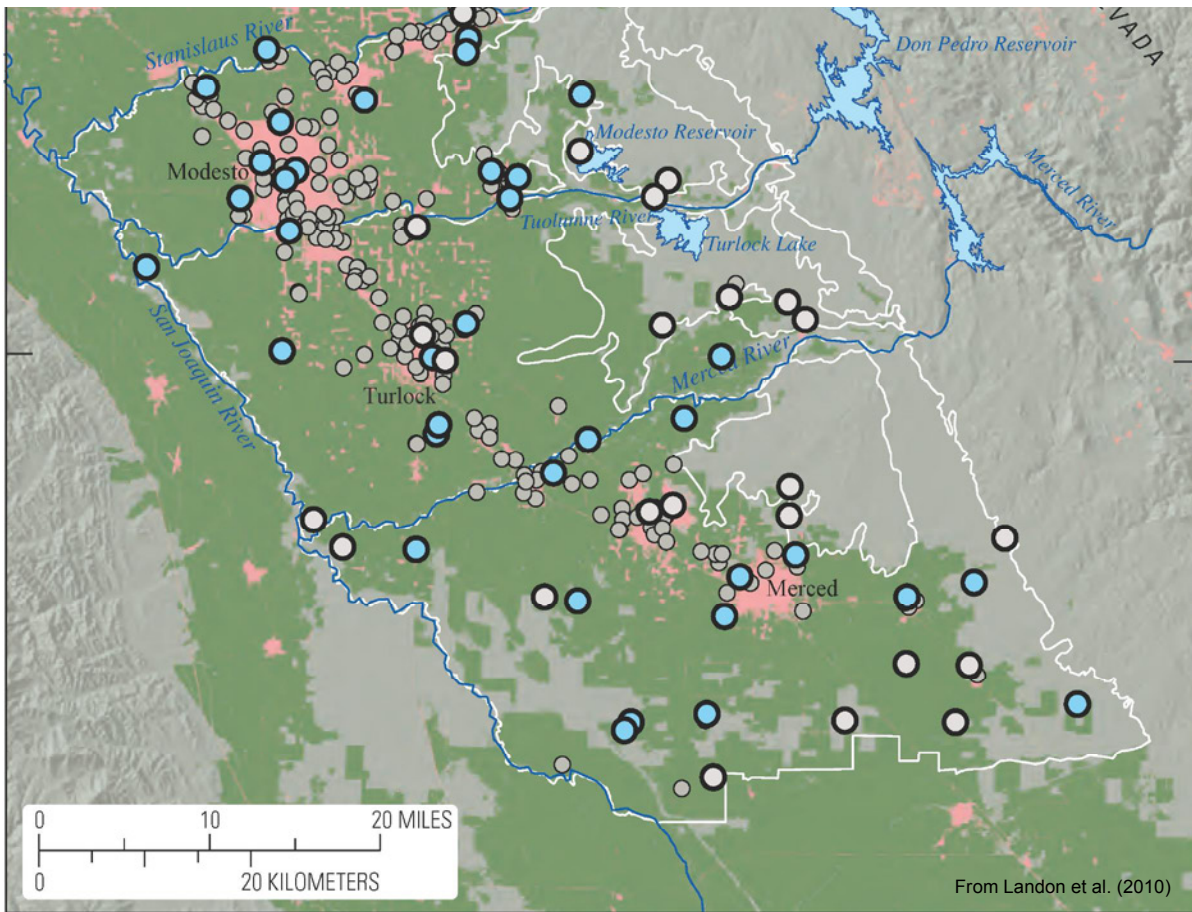 Stanislaus River
Don Pedro Reservoir
VADA
Modesto Reservoir
Modesto
Merced River
Tuolumne River
Turlock Lake
San Joaquin River
Merced River
Turlock
Merced
0 10 20 MILES
0 20 KILOMETERS
From Landon et al. (2010)